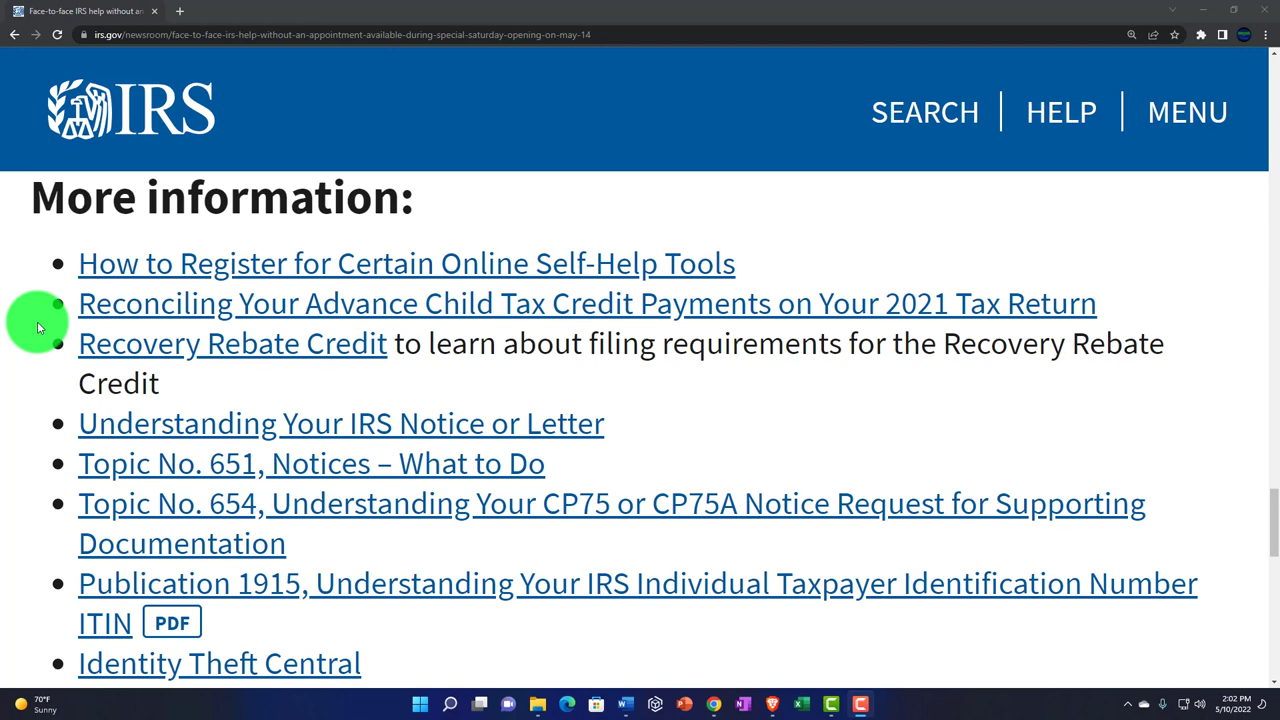 Face-to-face IRS help without an
irs.gov/newsroom/face-to-face-irs-help-without-an-appointment-available-during-special-saturday-opening-on-may-14
IRS
SEARCH | HELP | MENU
More information:
• How to Register for Certain Online Self-Help Tools
• Reconciling Your Advance Child Tax Credit Payments on Your 2021 Tax Return
• Recovery Rebate Credit to learn about filing requirements for the Recovery Rebate
Credit
• Understanding Your IRS Notice or Letter
• Topic No. 651, Notices – What to Do
• Topic No. 654, Understanding Your CP75 or CP75A Notice Request for Supporting
Documentation
• Publication 1915, Understanding Your IRS Individual Taxpayer Identification Number
ITIN PDF
• Identity Theft Central
70°F
Sunny
2:02 PM
5/10/2022